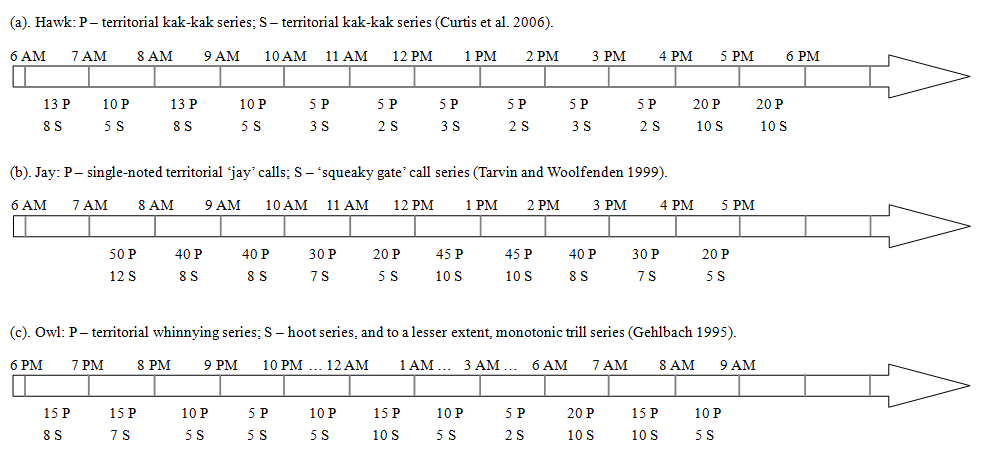 (a). Hawk: P – territorial kak-kak series; S – territorial kak-kak series (Curtis et al. 2006).
6 AM 7 AM 8 AM 9 AM 10 AM 11 AM 12 PM 1 PM 2 PM 3 PM 4 PM 5 PM 6 PM
13 P 10 P 13 P 10 P 5 P 5 P 5 P 5 P 5 P 5 P 20 P 20 P
8 S 5 S 8 S 5 S 3 S 2 S 3 S 2 S 3 S 2 S 10 S 10 S
(b). Jay: P – single-noted territorial ‘jay’ calls; S – ‘squeaky gate’ call series (Tarvin and Woolfenden 1999).
6 AM 7 AM 8 AM 9 AM 10 AM 11 AM 12 PM 1 PM 2 PM 3 PM 4 PM 5 PM
50 P 40 P 40 P 30 P 20 P 45 P 45 P 40 P 30 P 20 P
12 S 8 S 8 S 7 S 5 S 10 S 10 S 8 S 7 S 5 S
(c). Owl: P – territorial whinnying series; S – hoot series, and to a lesser extent, monotonic trill series (Gehlbach 1995).
6 PM 7 PM 8 PM 9 PM 10 PM … 12 AM 1 AM … 3 AM … 6 AM 7 AM 8 AM 9 AM
15 P 15 P 10 P 5 P 10 P 15 P 10 P 5 P 20 P 15 P 10 P
8 S 7 S 5 S 5 S 5 S 10 S 5 S 2 S 10 S 10 S 5 S